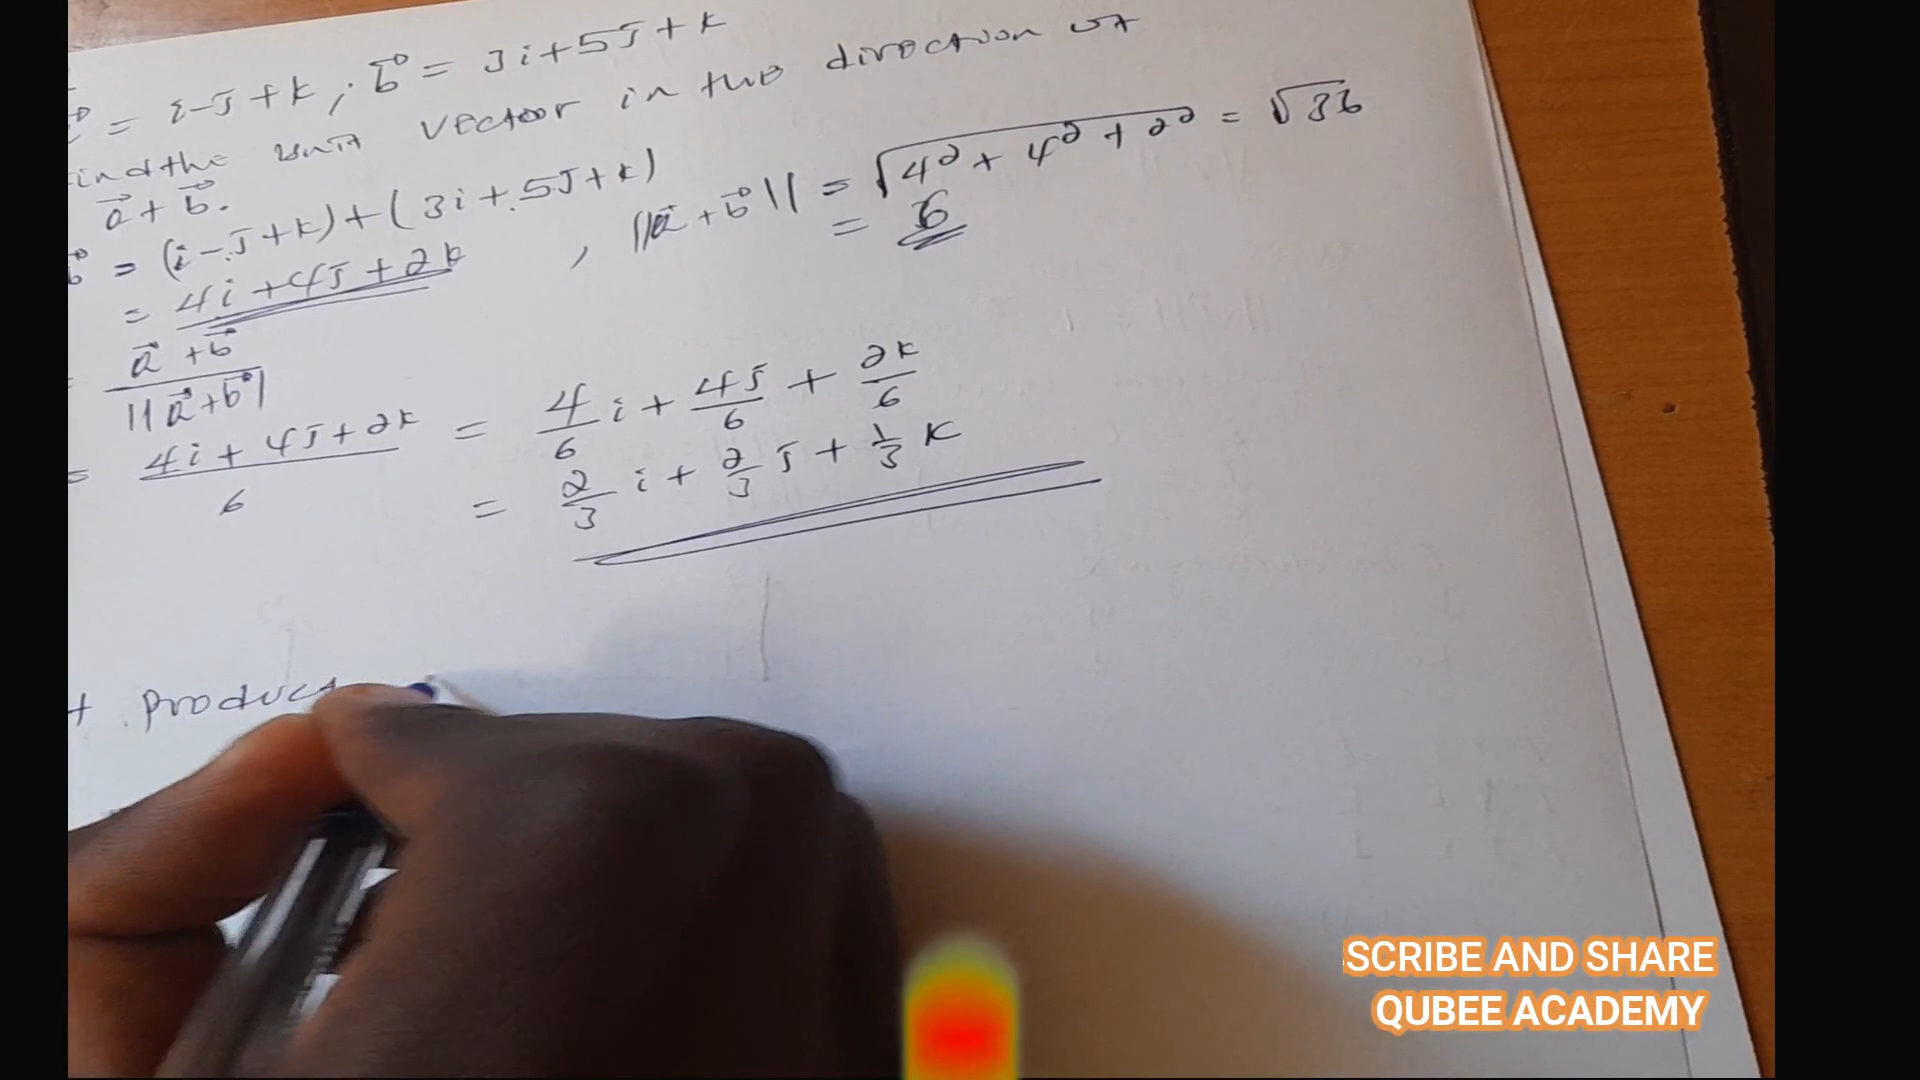 = i-J+k, b = 3i+5J+k
find the unit vector in the direction of
a + b.
= (i-J+k)+(3i+5J+k) , ||a+b|| = √4²+4²+2² = √36
= 4i+4J+2k = 6
a+b
||a+b||
= 4i+4J+2k / 6 = 4/6 i + 4J/6 + 2k/6
= 2/3 i + 2/3 J + 1/3 k
product
SCRIBE AND SHARE
QUBEE ACADEMY